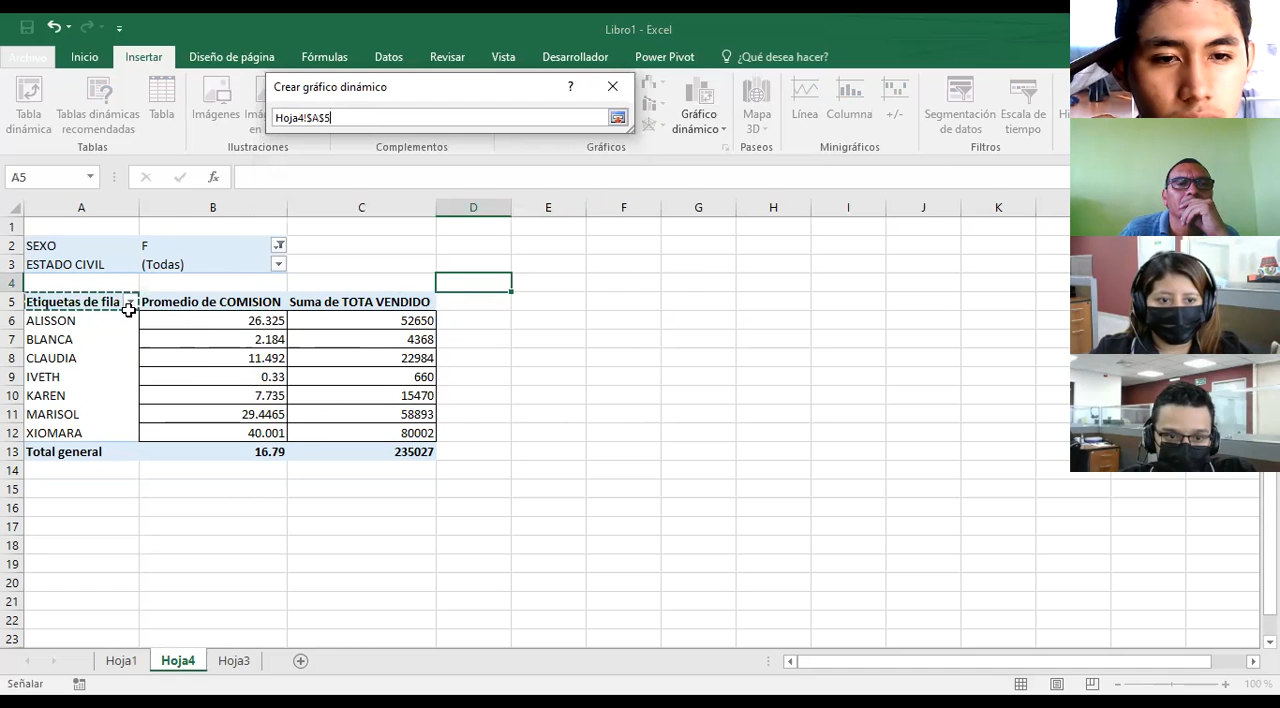 Libro1 - Excel
Archivo Inicio Insertar Diseño de página Fórmulas Datos Revisar Vista Desarrollador Power Pivot ¿Qué desea hacer?
Crear gráfico dinámico ? ✕
Hoja4!$A$5
Tabla dinámica
Tablas dinámicas recomendadas
Tabla
Imágenes
Gráfico dinámico
Mapa 3D
Línea
Columna
+/-
Segmentación de datos
Escala de tiempo
Tablas Ilustraciones Complementos Gráficos Paseos Minigráficos Filtros
A5 fx
A B C D E F G H I J K
1
2 SEXO F
3 ESTADO CIVIL (Todas)
4
5 Etiquetas de fila Promedio de COMISION Suma de TOTA VENDIDO
6 ALISSON 26.325 52650
7 BLANCA 2.184 4368
8 CLAUDIA 11.492 22984
9 IVETH 0.33 660
10 KAREN 7.735 15470
11 MARISOL 29.4465 58893
12 XIOMARA 40.001 80002
13 Total general 16.79 235027
14
15
16
17
18
19
20
21
22
23
Hoja1 Hoja4 Hoja3
Señalar 100 %